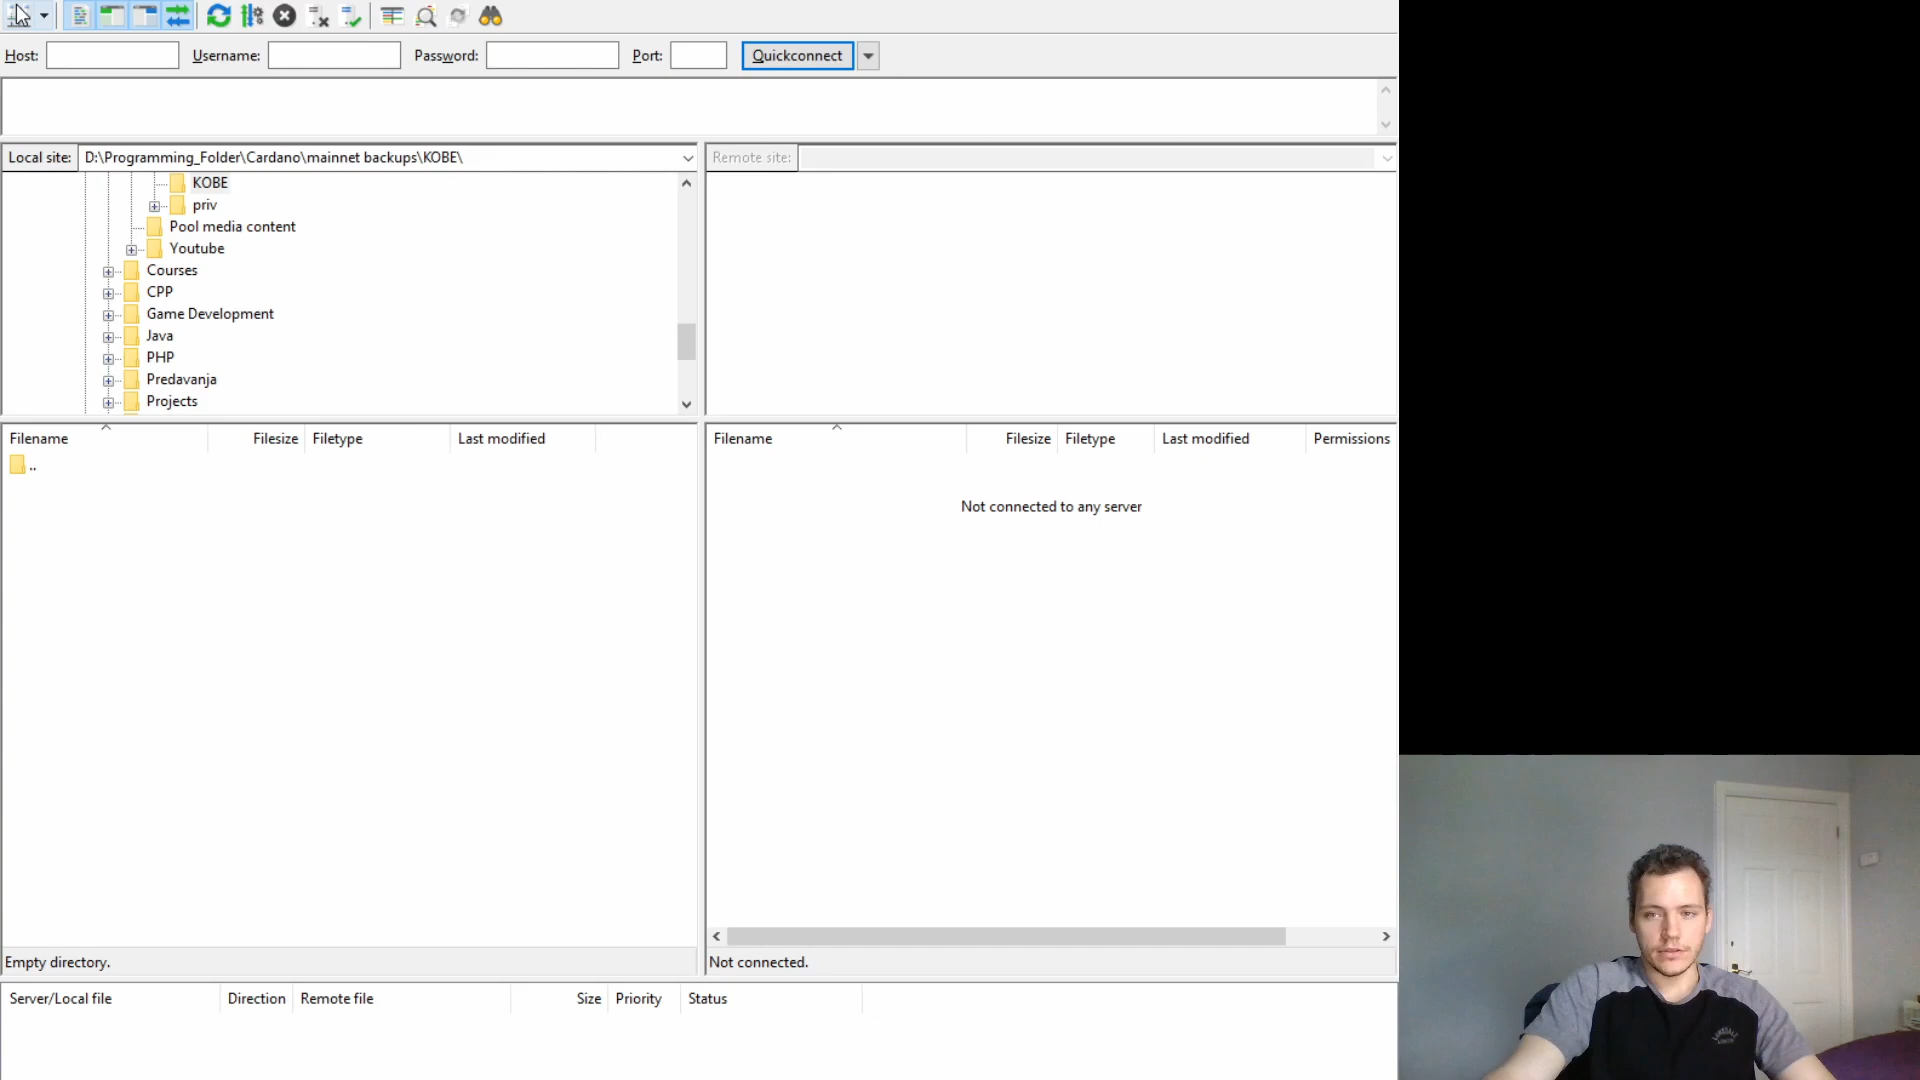 Host: Username: Password: Port: Quickconnect
Local site: D:\Programming_Folder\Cardano\mainnet backups\KOBE\
Remote site:
KOBE
priv
Pool media content
Youtube
Courses
CPP
Game Development
Java
PHP
Predavanja
Projects
Filename Filesize Filetype Last modified
..
Empty directory.
Filename Filesize Filetype Last modified Permissions
Not connected to any server
Not connected.
Server/Local file Direction Remote file Size Priority Status